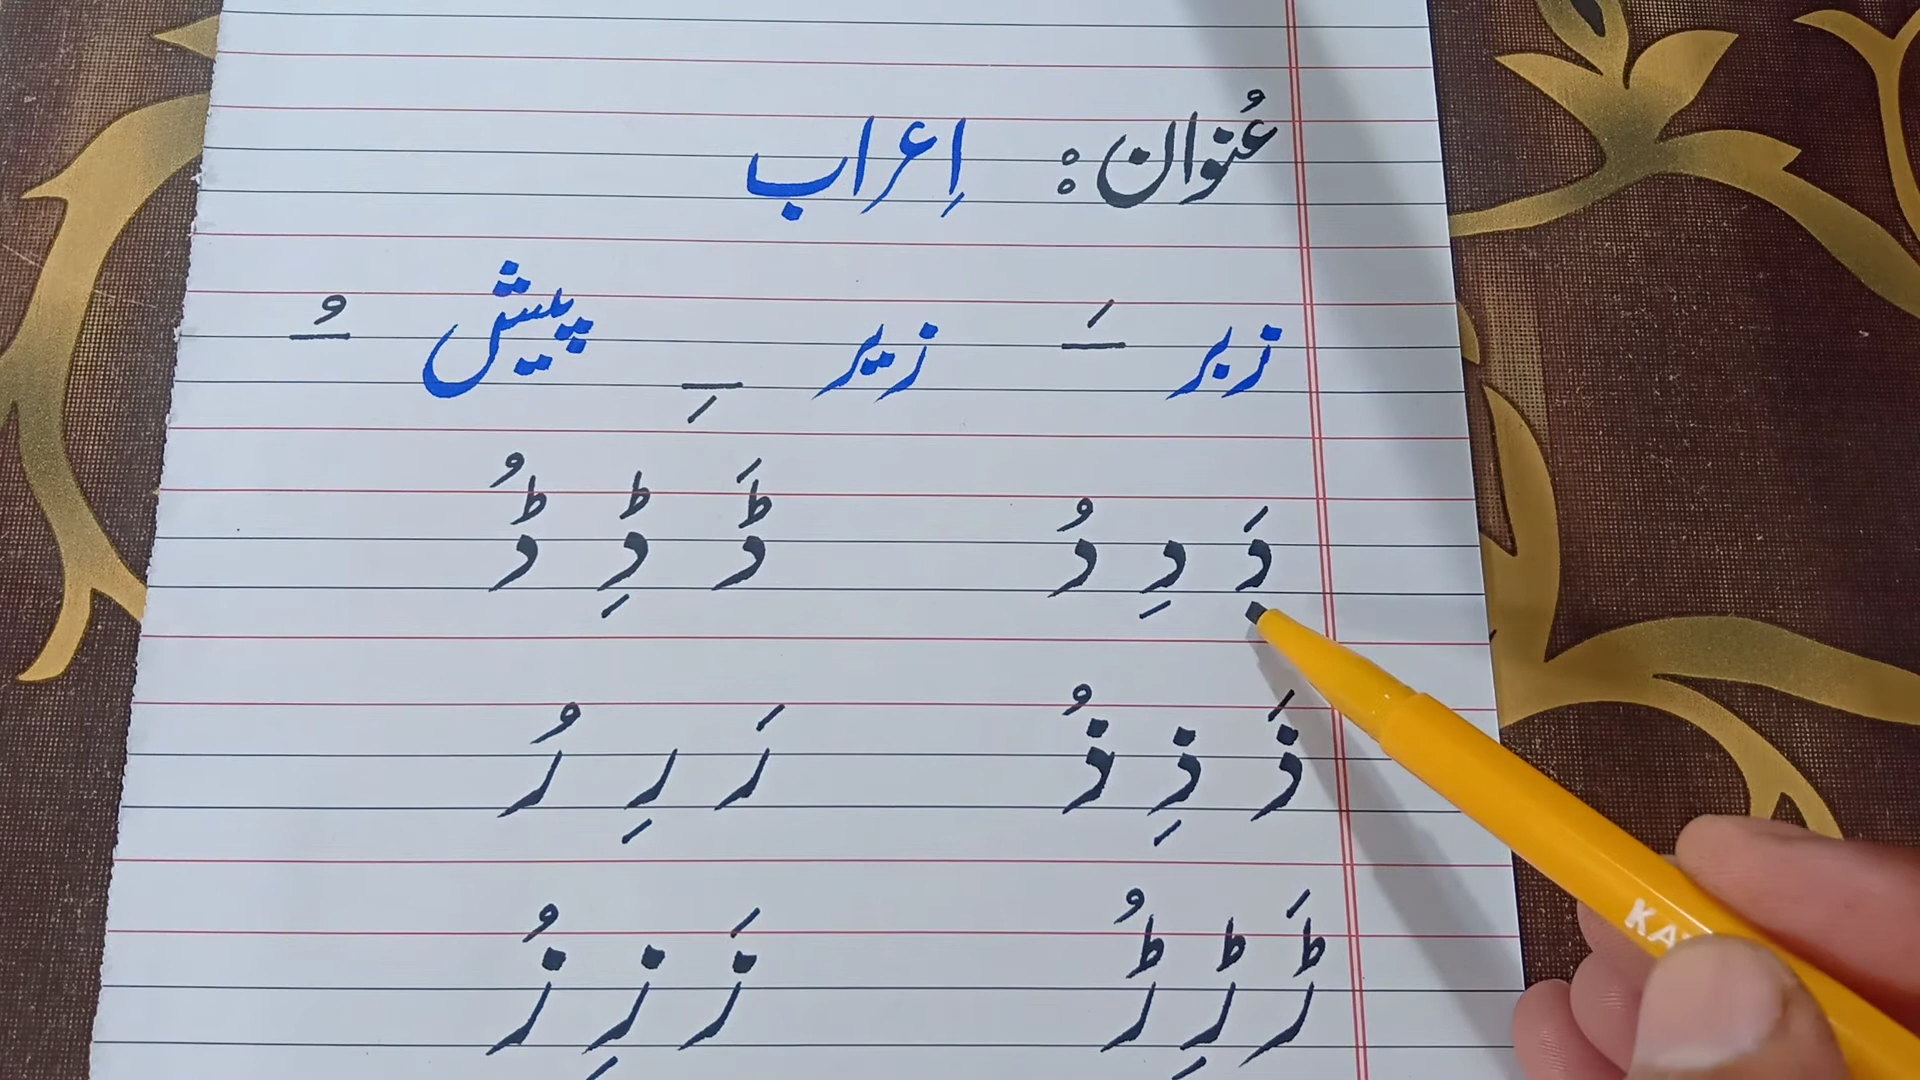 عُنوان: اِعراب
زبر ـَ زیر ـِ پیش ـُ
دَ دِ دُ ڈَ ڈِ ڈُ
ذَ ذِ ذُ رَ رِ رُ
ڑَ ڑِ ڑُ زَ زِ زُ